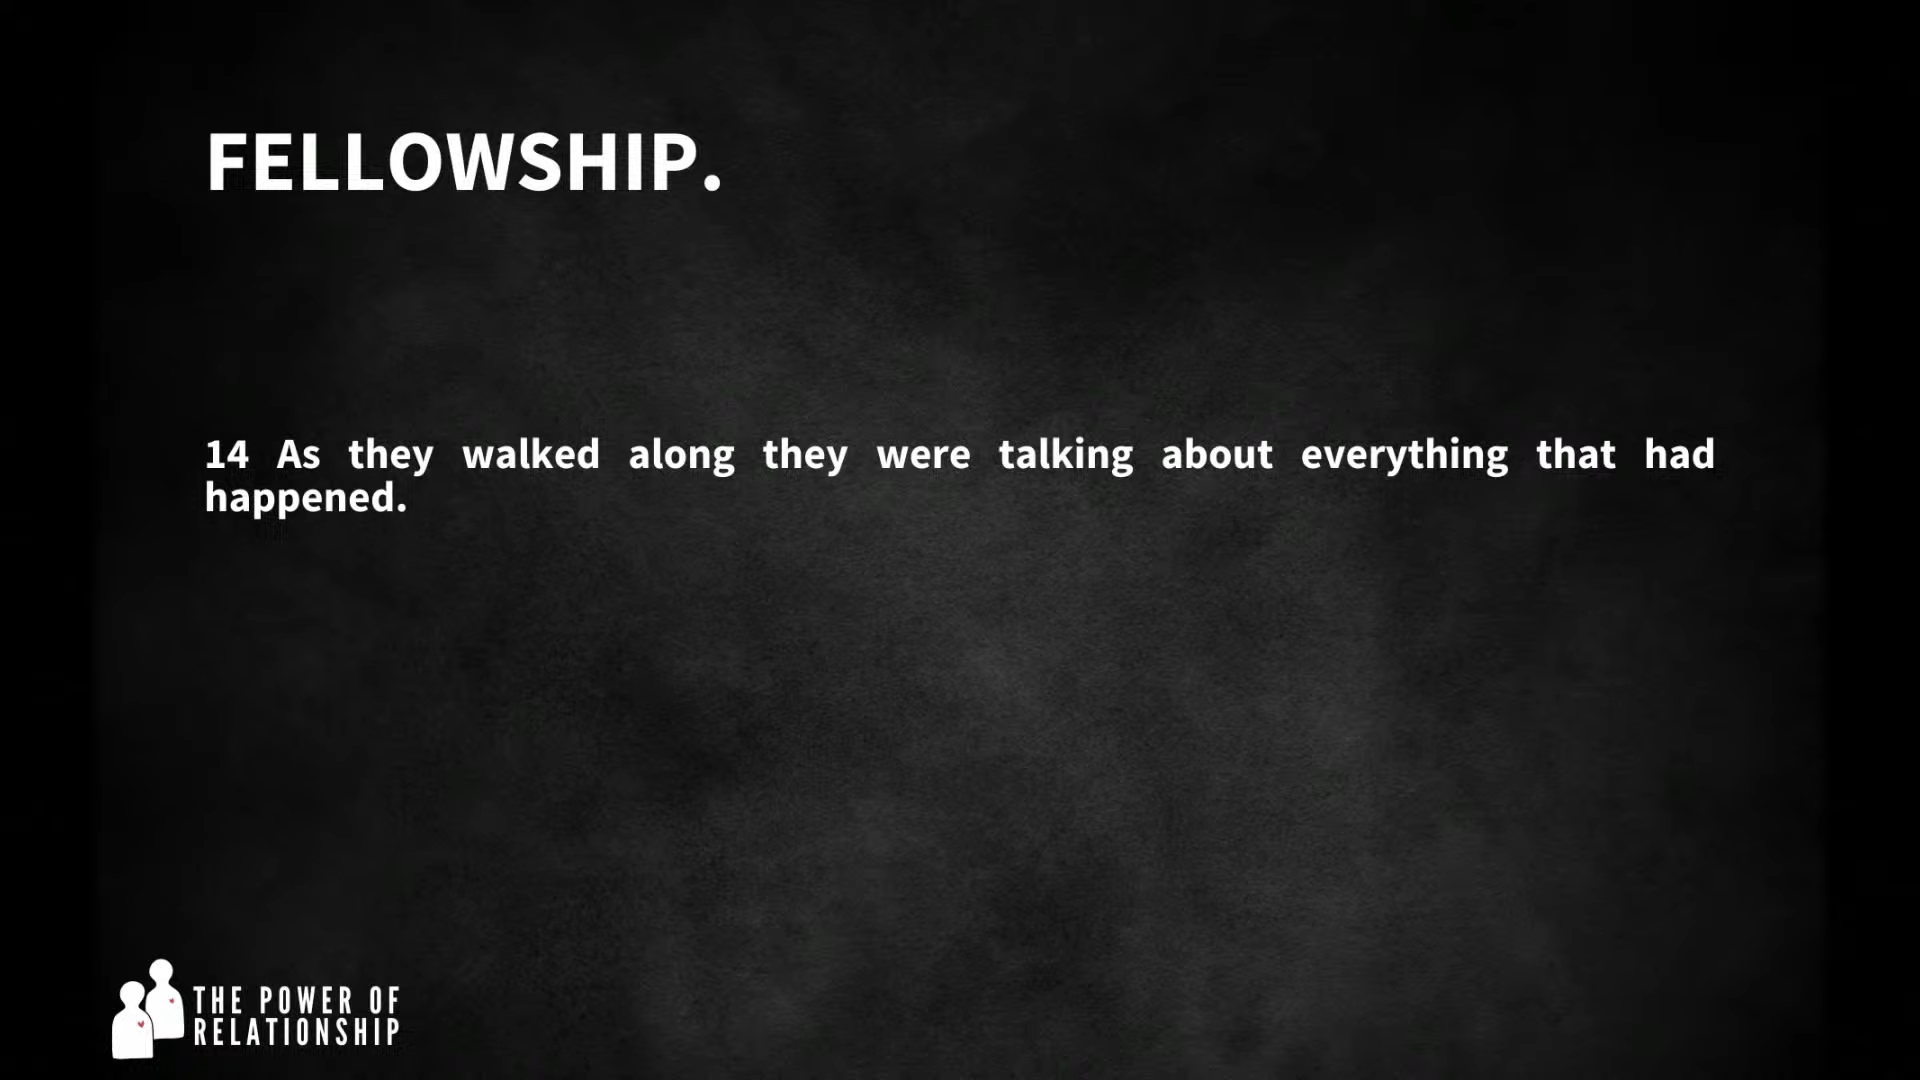 FELLOWSHIP.
14 As they walked along they were talking about everything that had
happened.
THE POWER OF
RELATIONSHIP